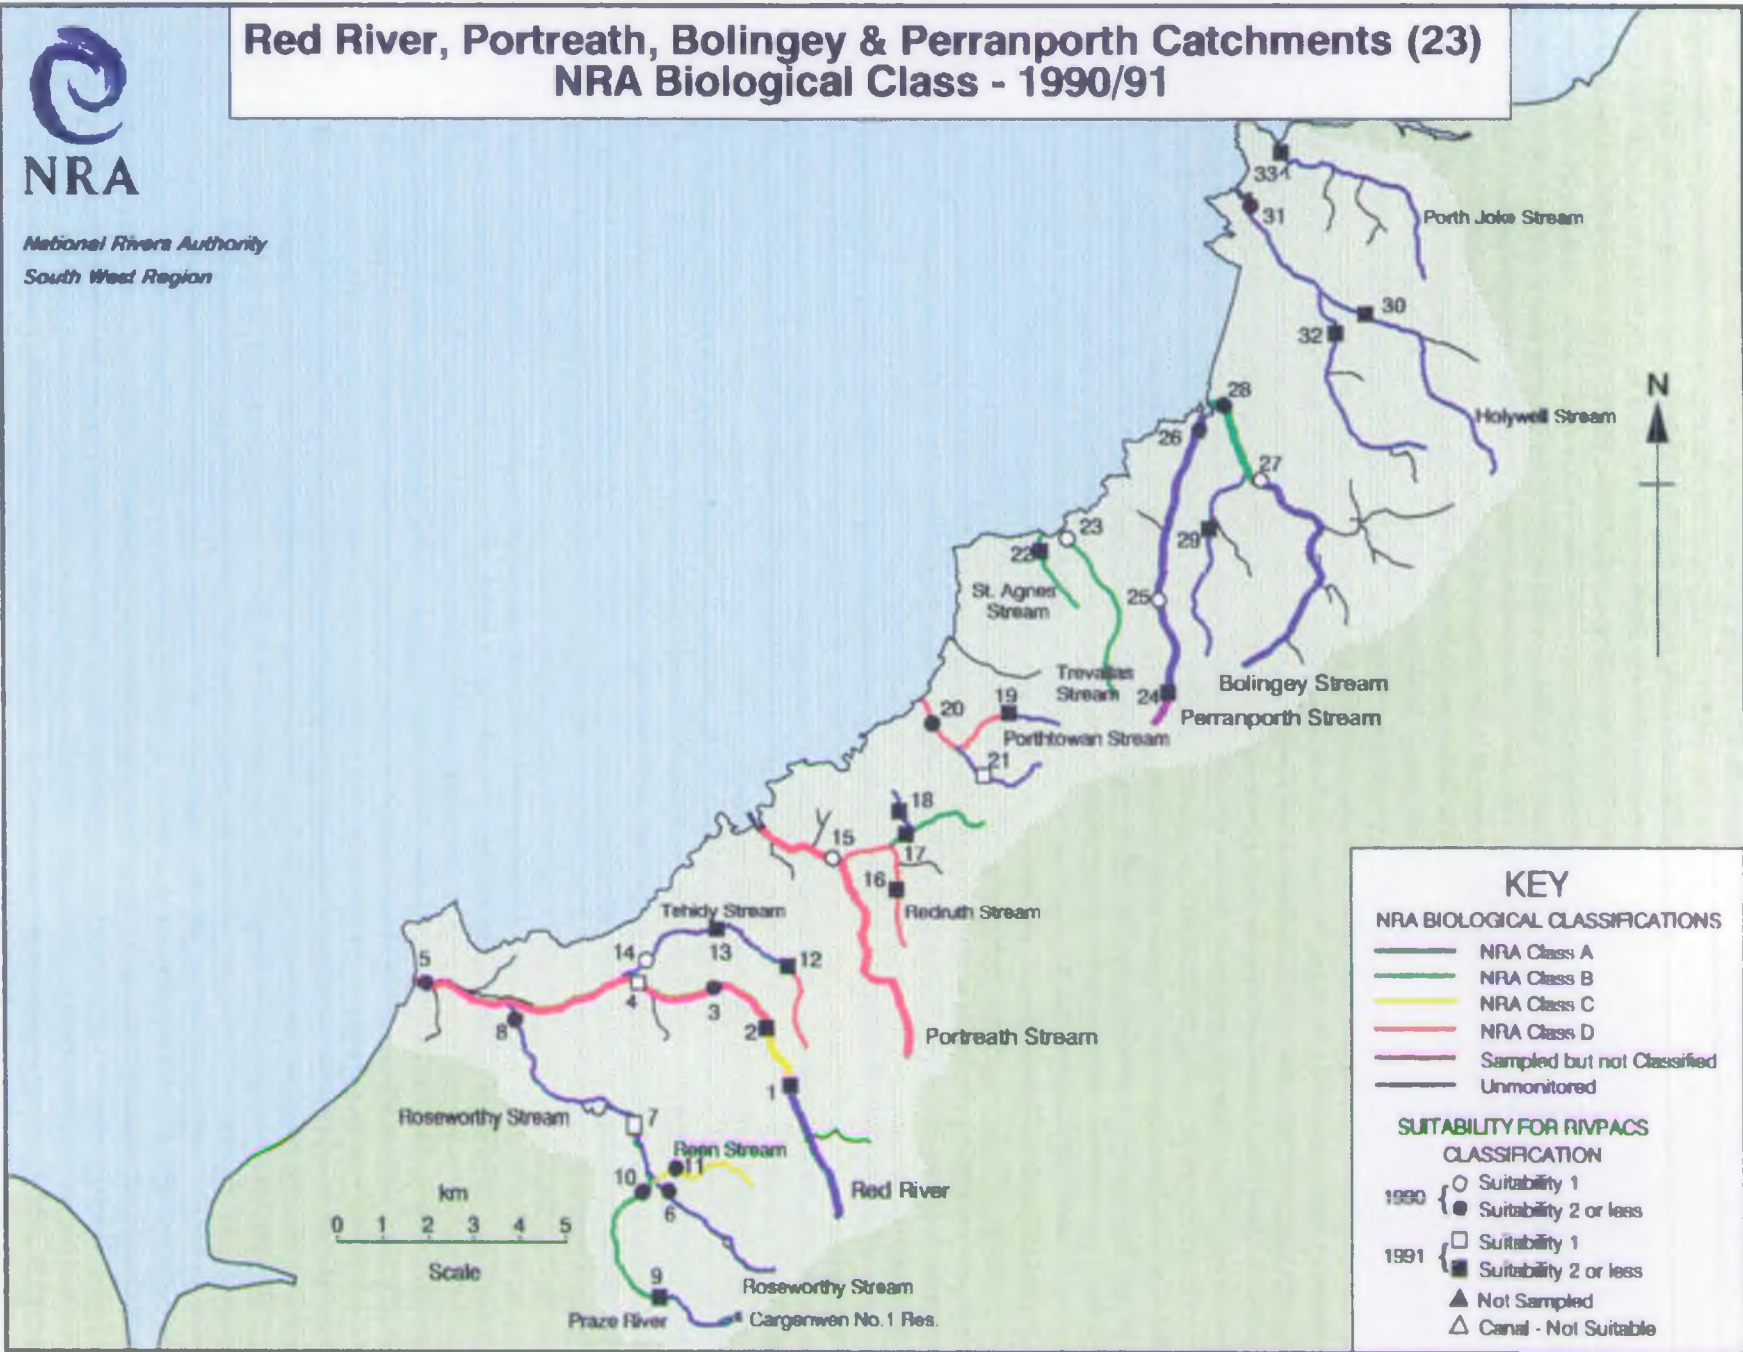 Red River, Portreath, Bolingey & Perranporth Catchments (23)
NRA Biological Class - 1990/91
NRA
National Rivers Authority
South West Region
334
31
Porth Joke Stream
30
32
N
28
Holywell Stream
26
27
23
22
29
St. Agnes
Stream
25
Trevallas
Stream
24
Bolingey Stream
Perranporth Stream
20
19
Porthtowan Stream
21
18
15
17
16
Redruth Stream
Tehidy Stream
14
13
12
5
4
3
2
8
Portreath Stream
1
Roseworthy Stream
7
Reen Stream
11
10
6
Red River
km
0 1 2 3 4 5
Scale
9
Roseworthy Stream
Praze River
Cargenwen No.1 Res.
KEY
NRA BIOLOGICAL CLASSIFICATIONS
NRA Class A
NRA Class B
NRA Class C
NRA Class D
Sampled but not Classified
Unmonitored
SUITABILITY FOR RIVPACS
CLASSIFICATION
1990 { Suitability 1
Suitability 2 or less
1991 { Suitability 1
Suitability 2 or less
Not Sampled
Canal - Not Suitable